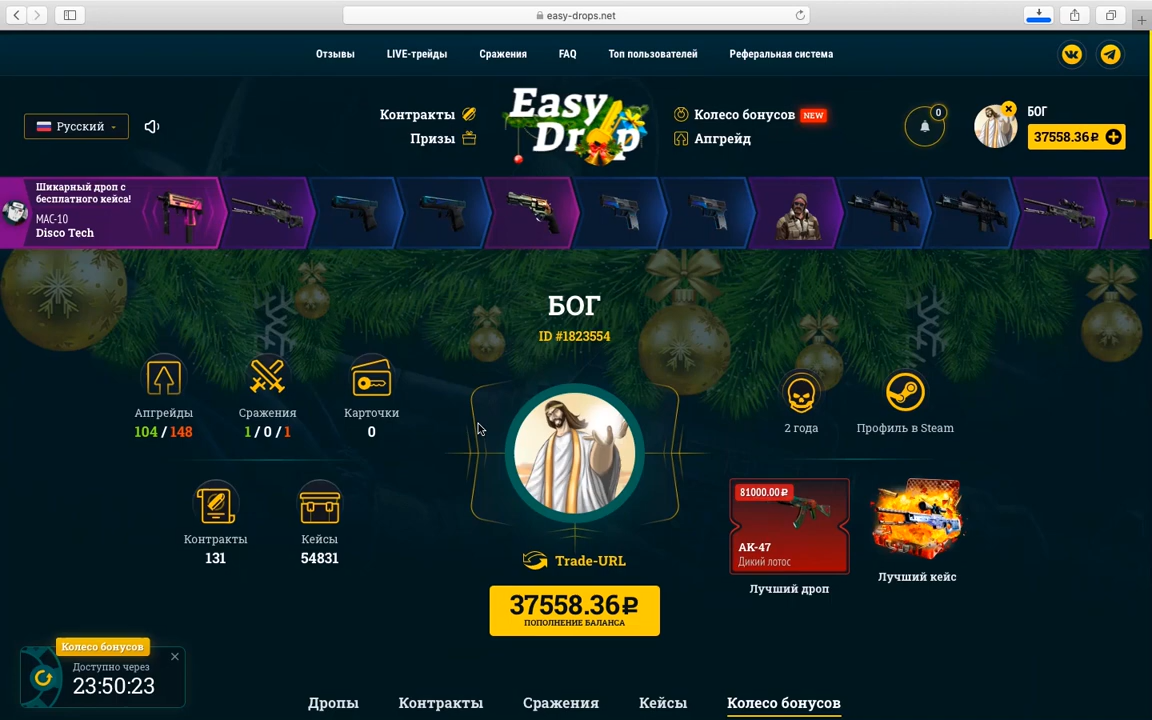 easy-drops.net
Отзывы
LIVE-трейды
Сражения
FAQ
Топ пользователей
Реферальная система
Русский
Контракты
Призы
Easy
Drop
Колесо бонусов NEW
Апгрейд
0
БОГ
37558.36₽
Шикарный дроп с
бесплатного кейса!
MAC-10
Disco Tech
БОГ
ID #1823554
Апгрейды
104 / 148
Сражения
1 / 0 / 1
Карточки
0
Контракты
131
Кейсы
54831
Trade-URL
37558.36₽
ПОПОЛНЕНИЕ БАЛАНСА
2 года
Профиль в Steam
81000.00₽
АК-47
Дикий лотос
Лучший дроп
Лучший кейс
Колесо бонусов
Доступно через
23:50:23
Дропы
Контракты
Сражения
Кейсы
Колесо бонусов